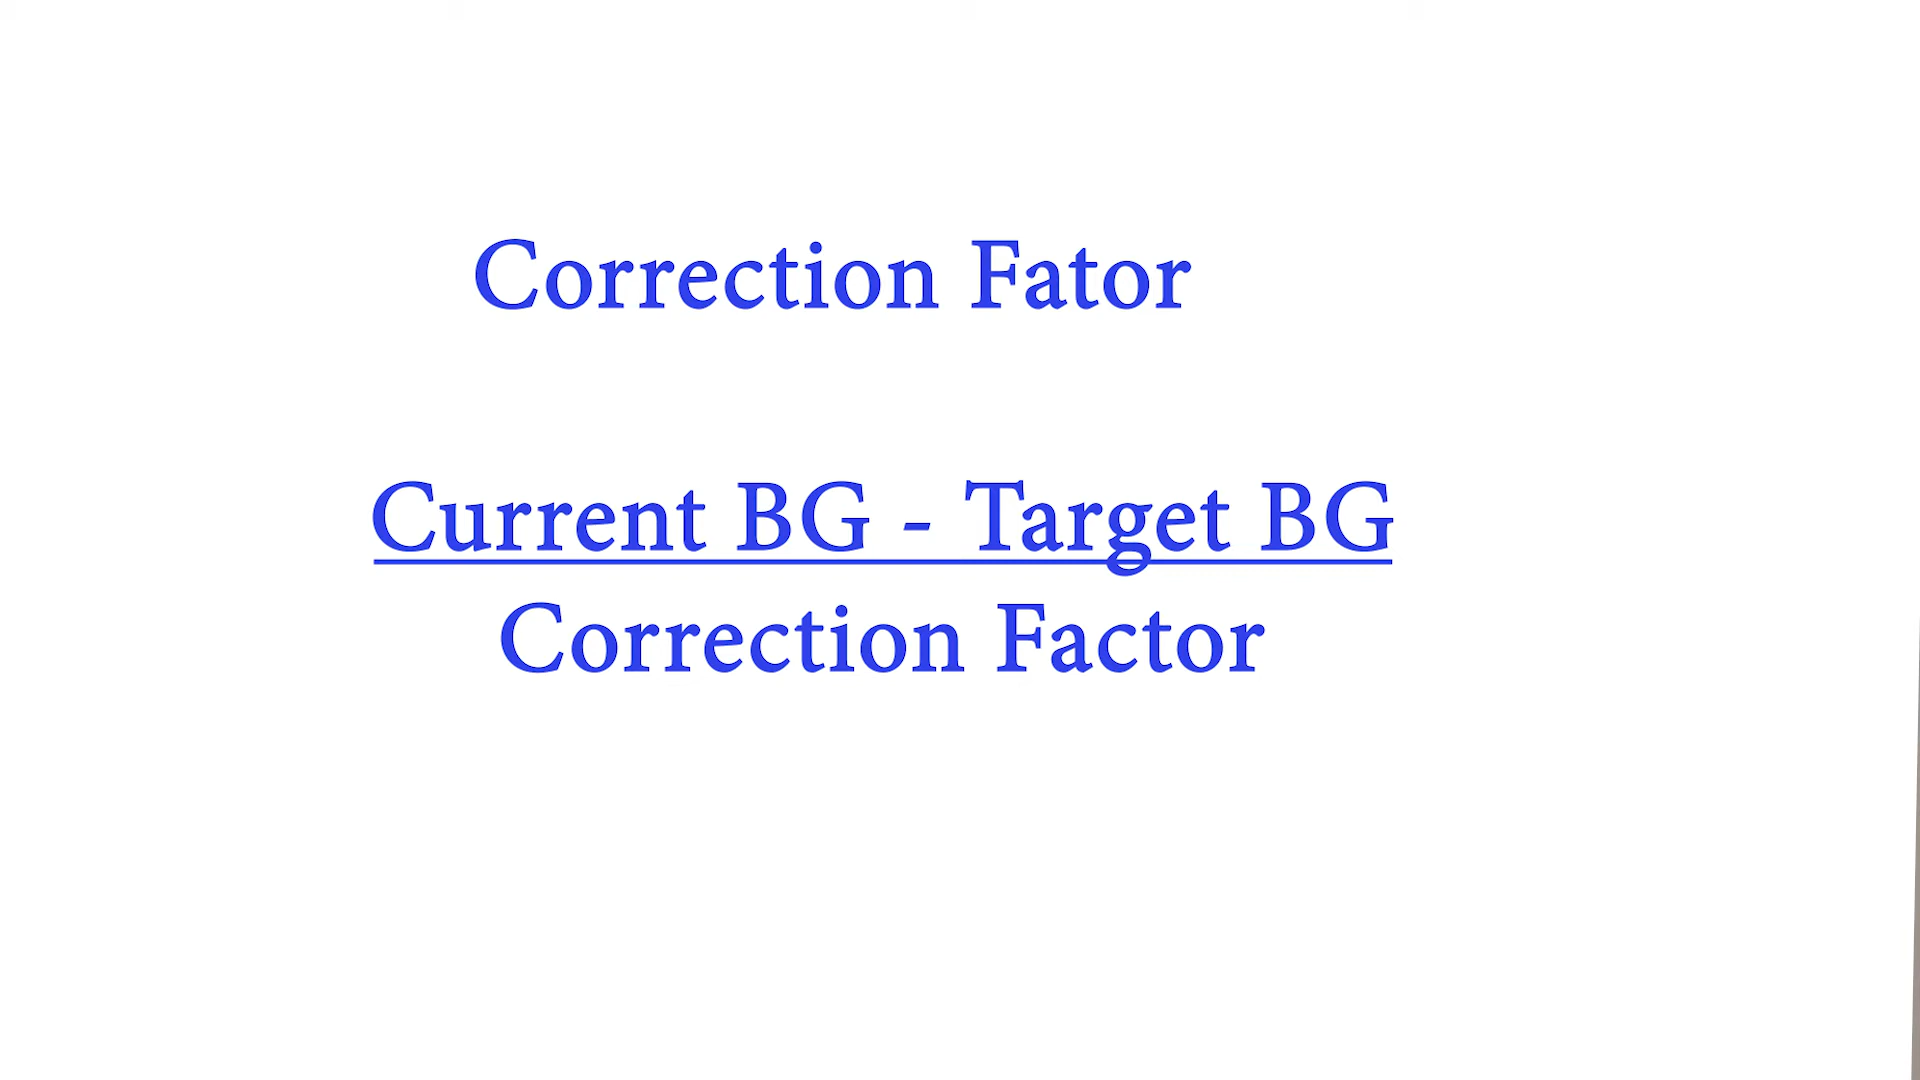 Correction Fator
Current BG - Target BG
Correction Factor